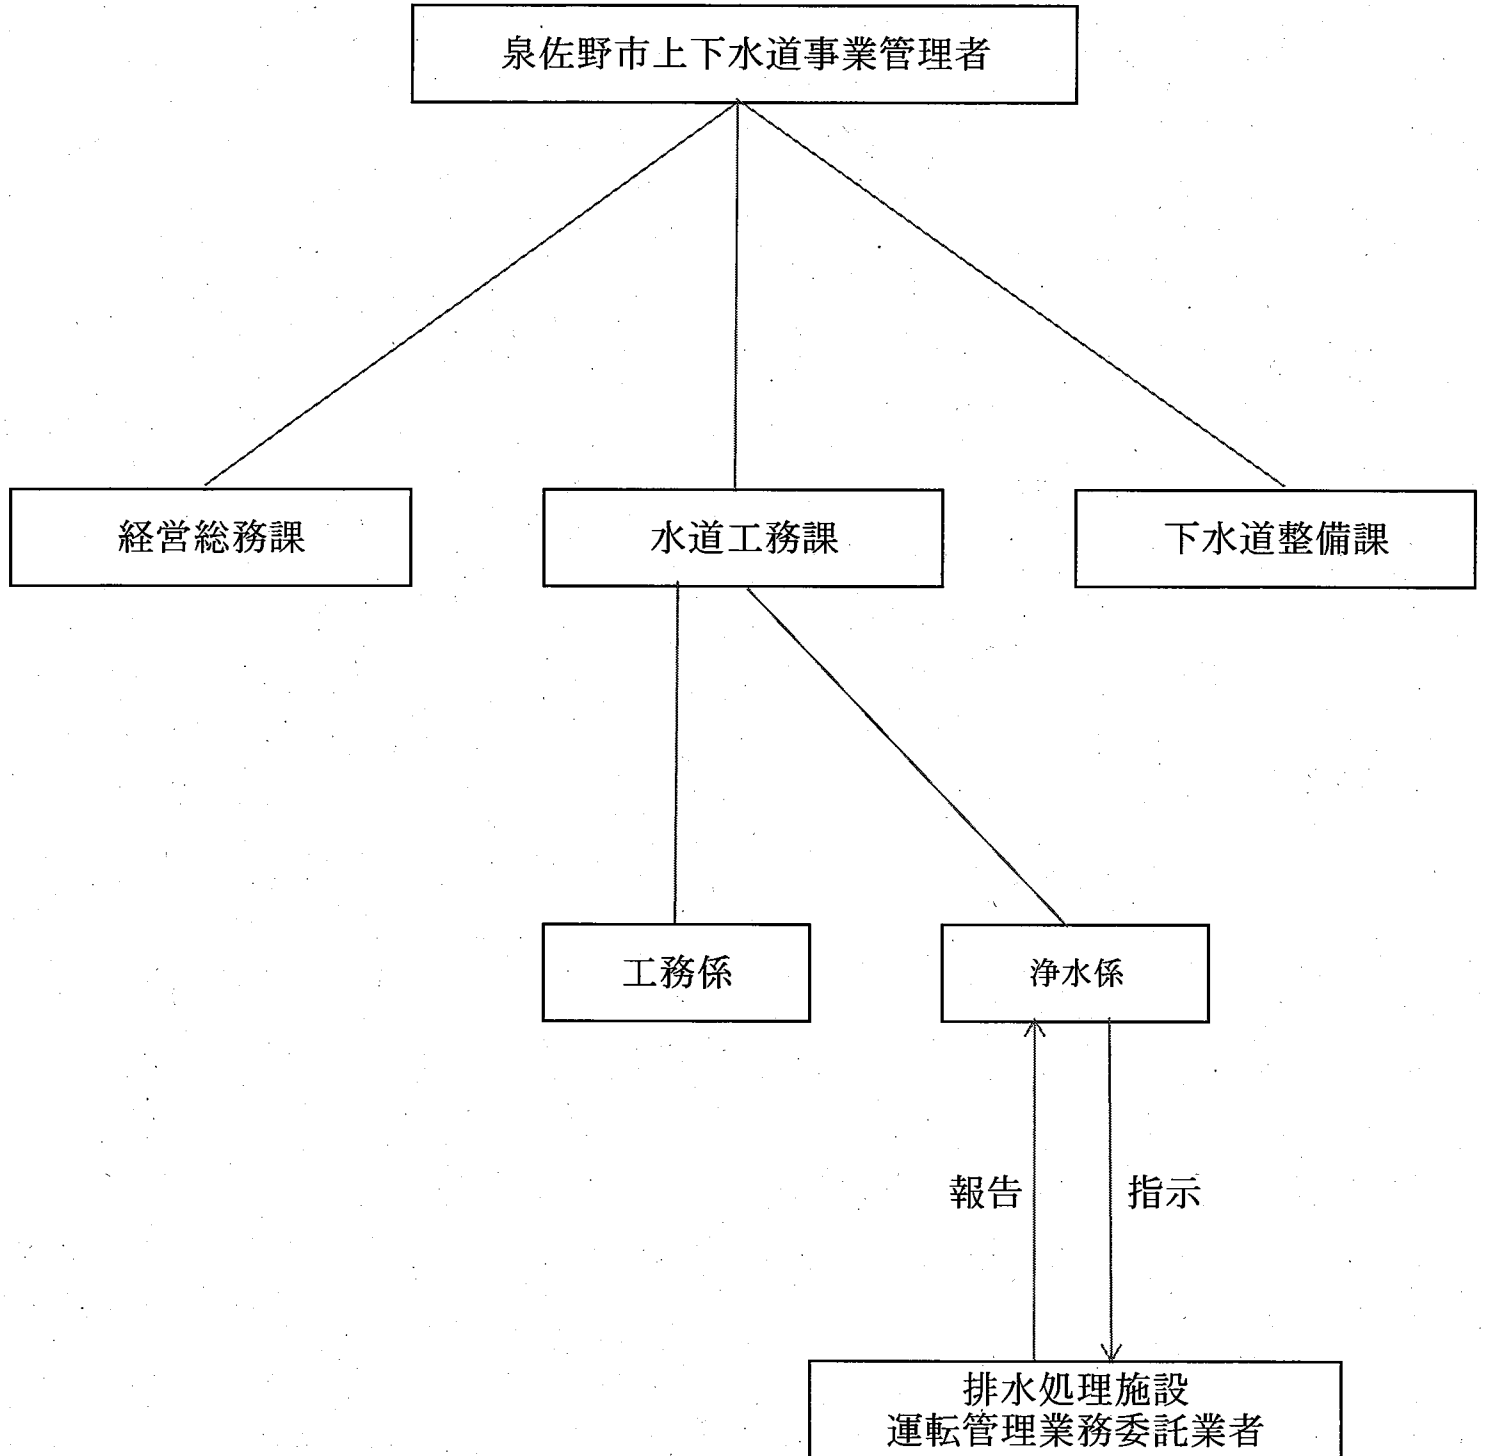 泉佐野市上下水道事業管理者
経営総務課
水道工務課
下水道整備課
工務係
浄水係
報告
指示
排水処理施設
運転管理業務委託業者